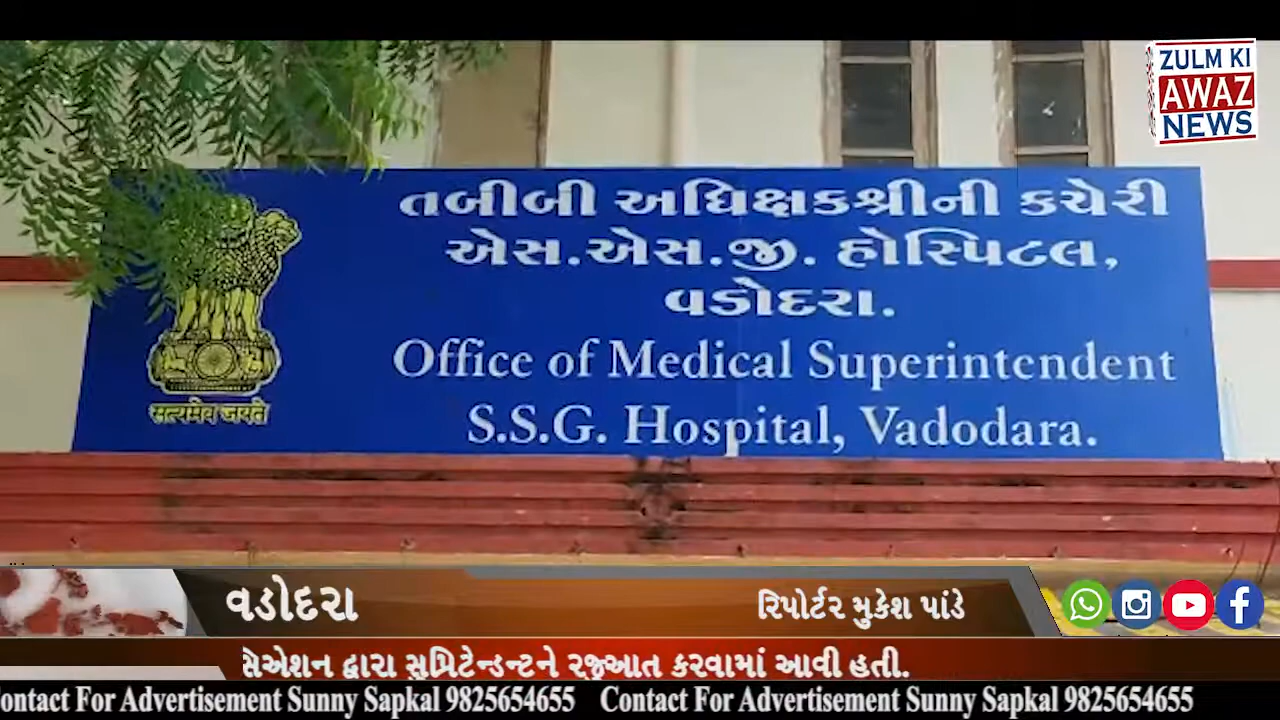 ZULM KI
AWAZ
NEWS
તબીબી અધિક્ષકશ્રીની કચેરી
એસ.એસ.જી. હોસ્પિટલ,
વડોદરા.
Office of Medical Superintendent
S.S.G. Hospital, Vadodara.
सत्यमेव जयते
વડોદરા
રિપોર્ટર મુકેશ પાંડે
સિએશન દ્વારા સુપ્રિટેન્ડન્ટને રજુઆત કરવામાં આવી હતી.
ontact For Advertisement Sunny Sapkal 9825654655 Contact For Advertisement Sunny Sapkal 9825654655